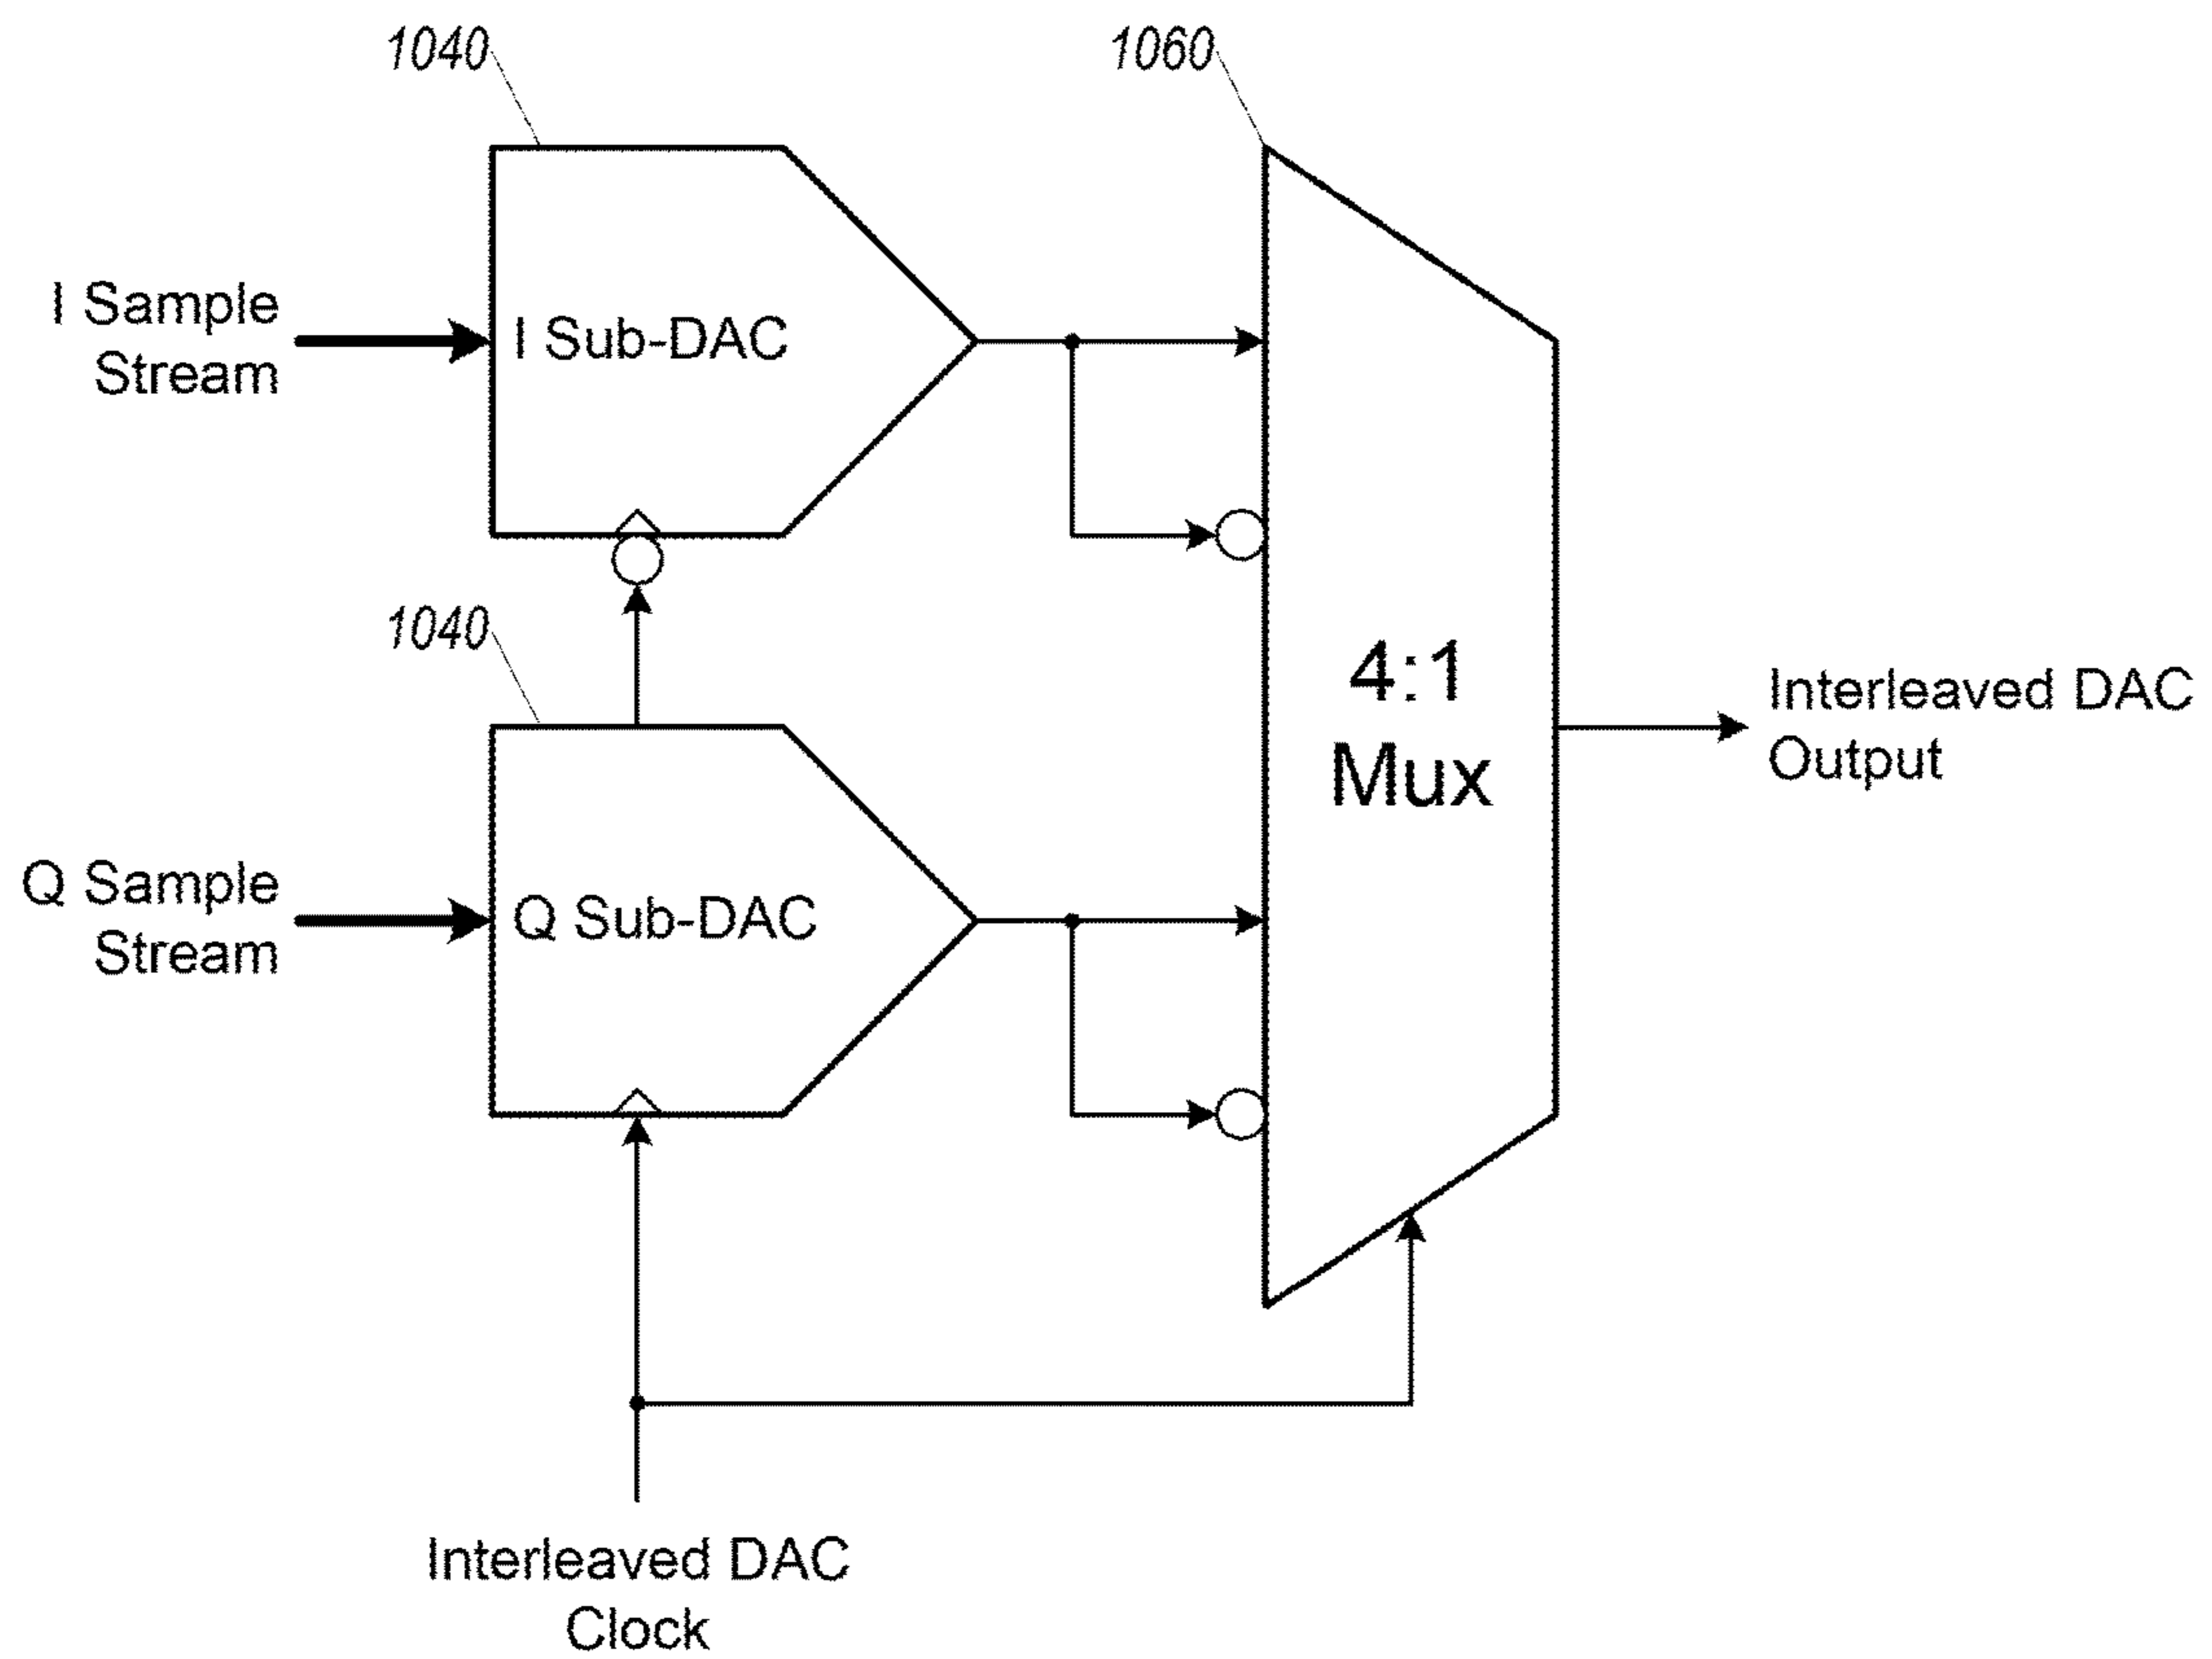 1040
1060
I Sample
Stream
I Sub-DAC
1040
4:1
Mux
Interleaved DAC
Output
Q Sample
Stream
Q Sub-DAC
Interleaved DAC
Clock